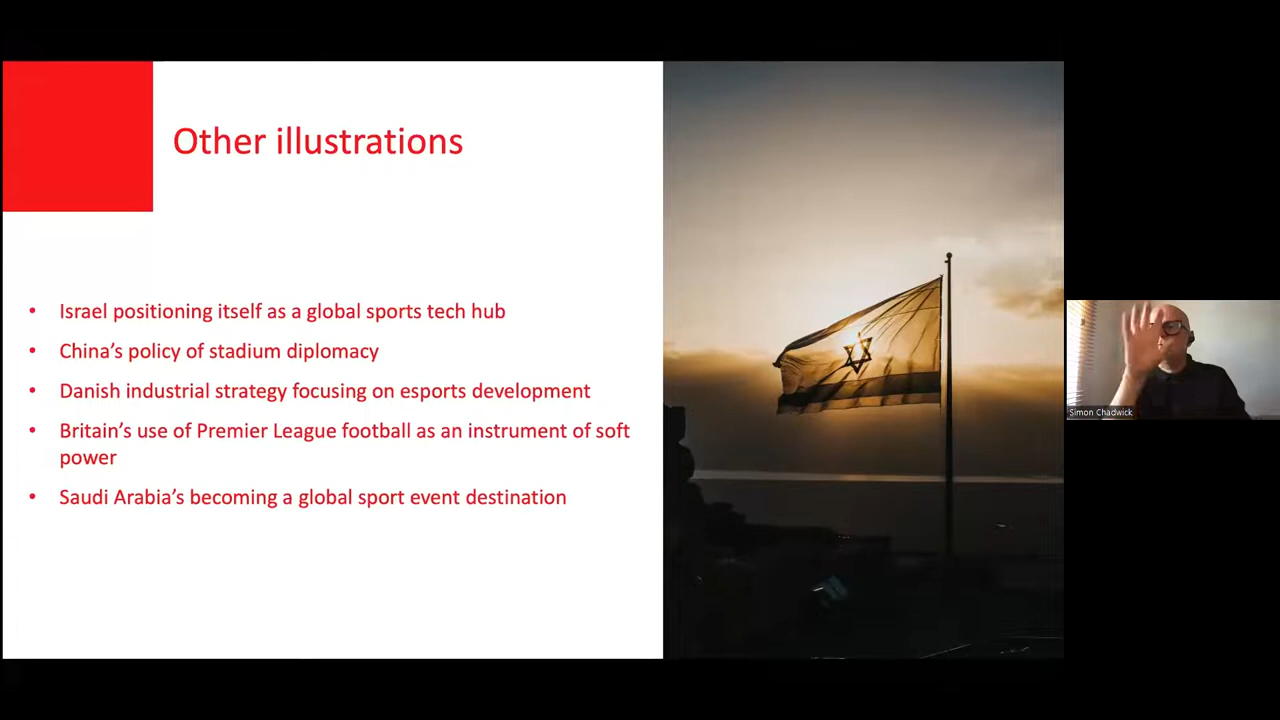 Other illustrations
• Israel positioning itself as a global sports tech hub
• China’s policy of stadium diplomacy
• Danish industrial strategy focusing on esports development
• Britain’s use of Premier League football as an instrument of soft
power
• Saudi Arabia’s becoming a global sport event destination
Simon Chadwick